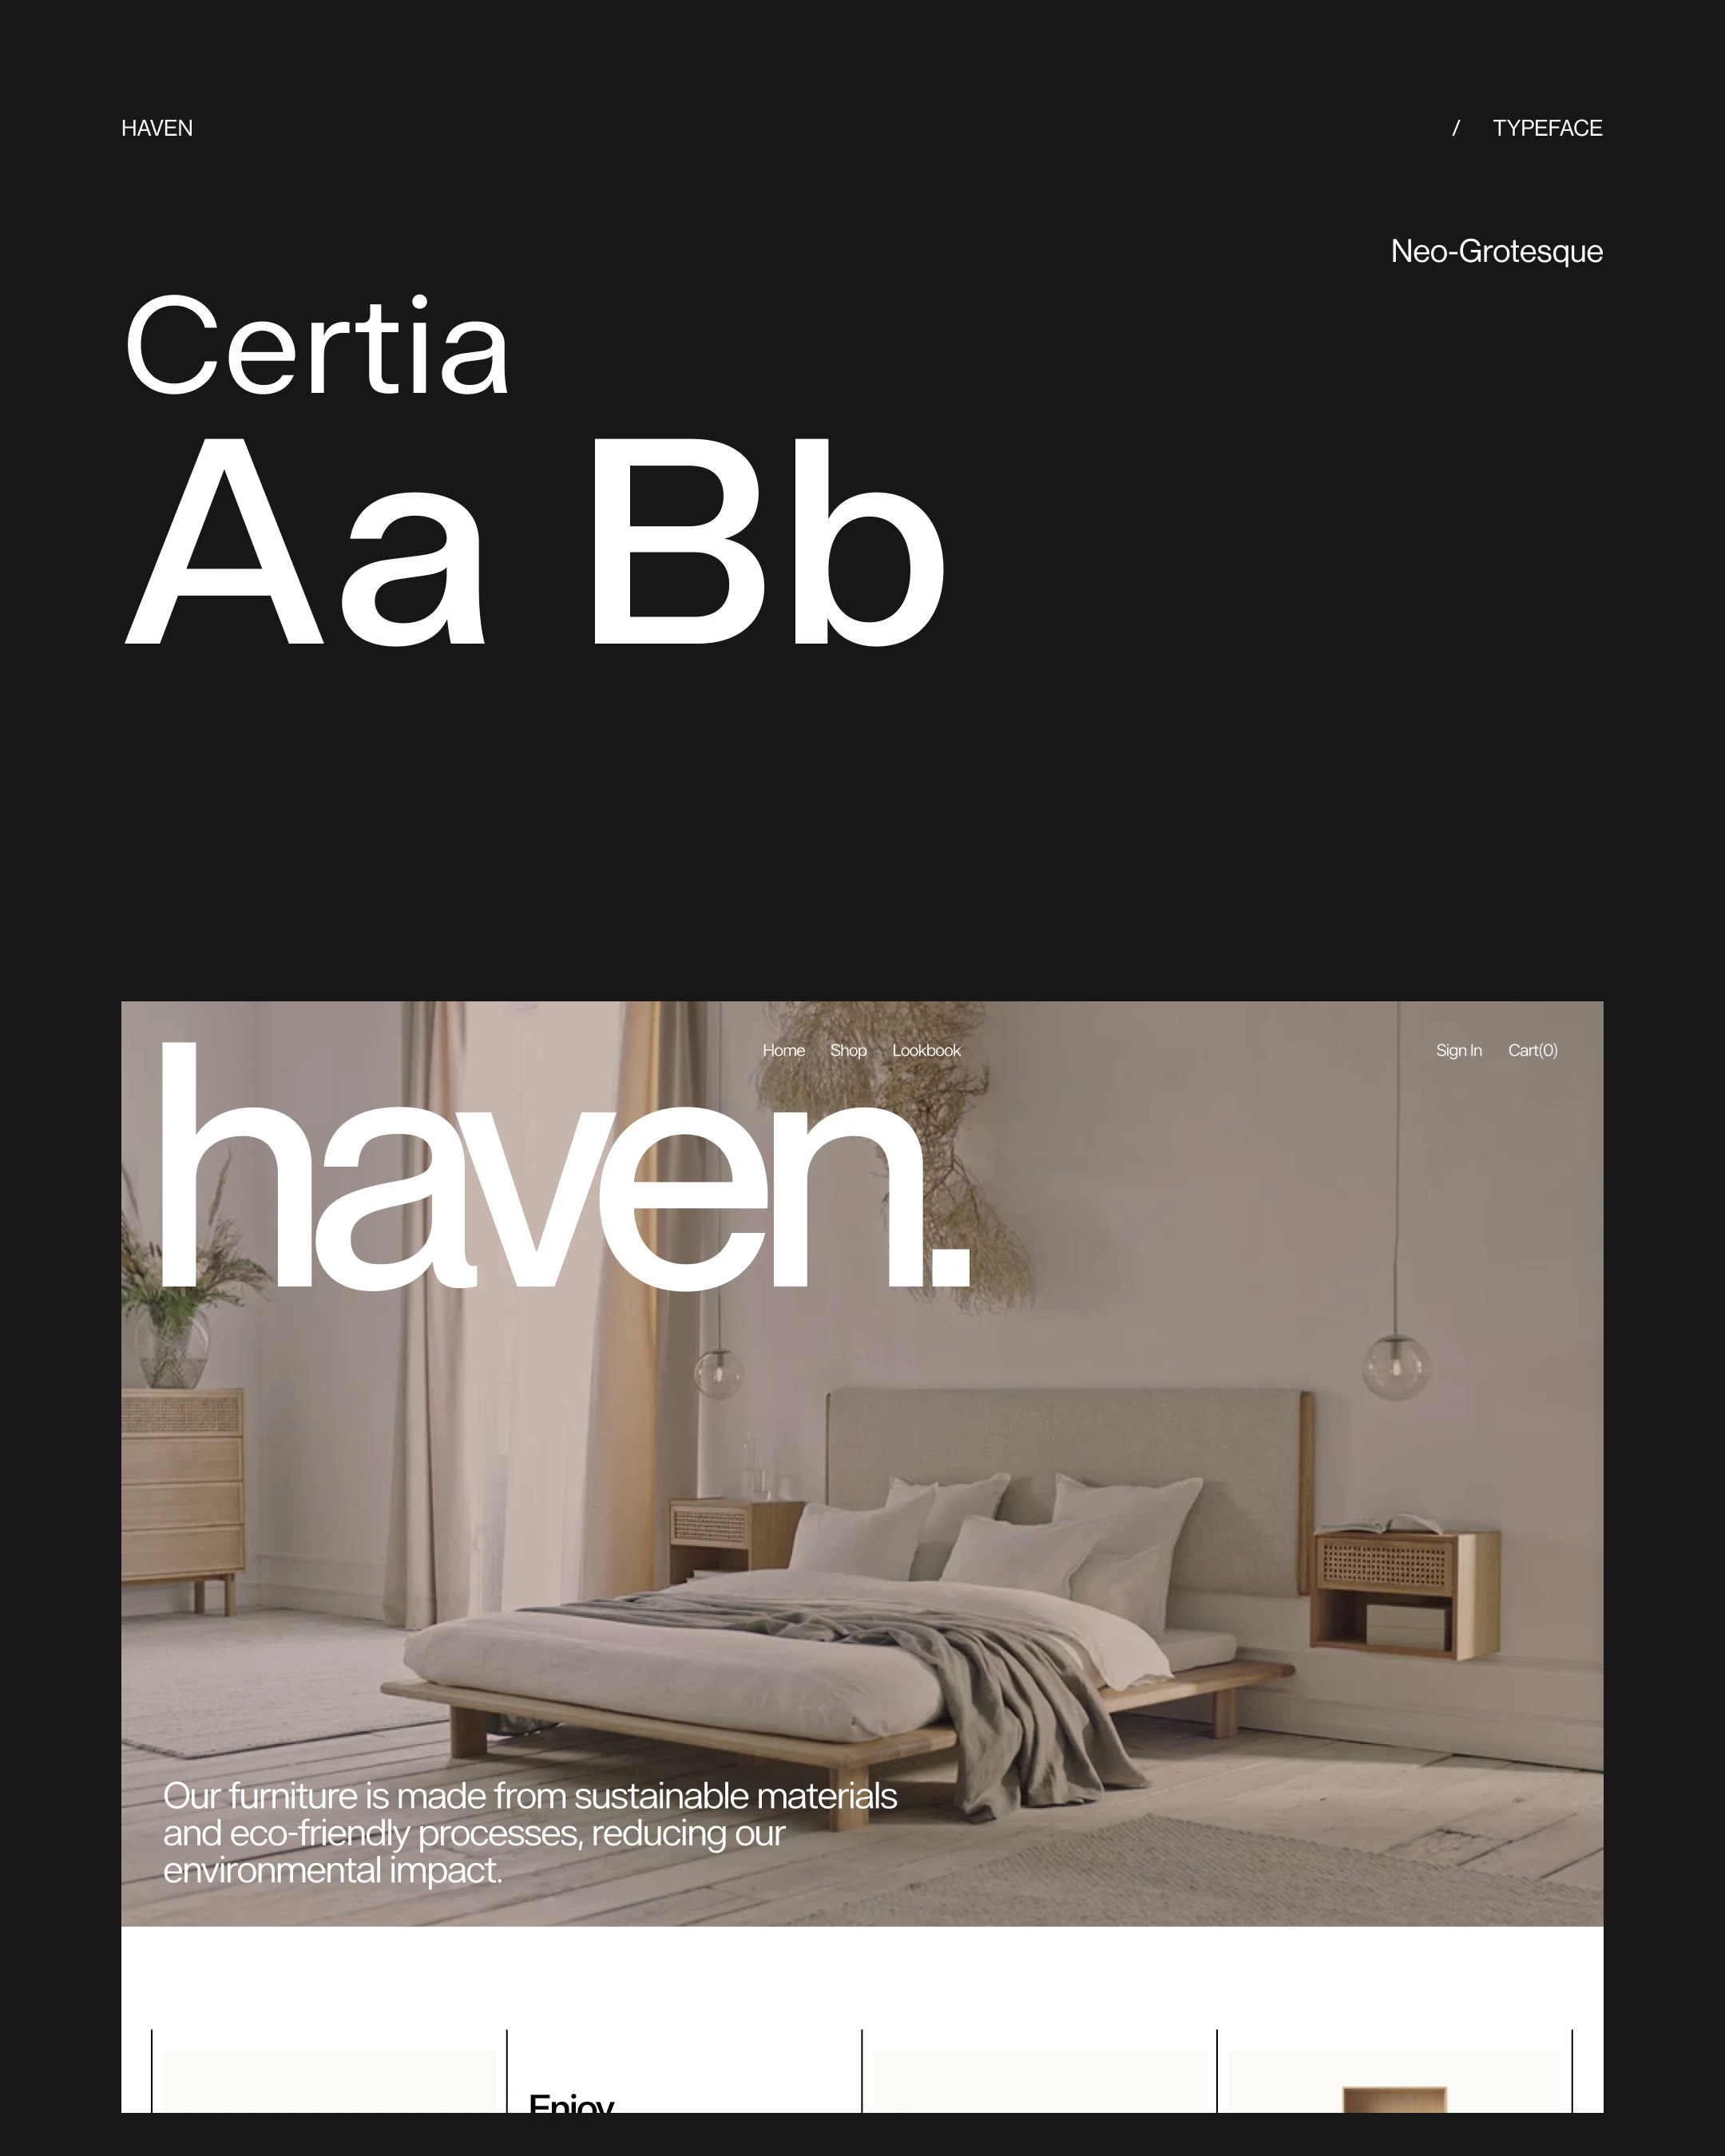 HAVEN / TYPEFACE
Neo-Grotesque
Certia
Aa Bb
Home Shop Lookbook Sign In Cart(0)
haven.
Our furniture is made from sustainable materials
and eco-friendly processes, reducing our
environmental impact.
Enjoy